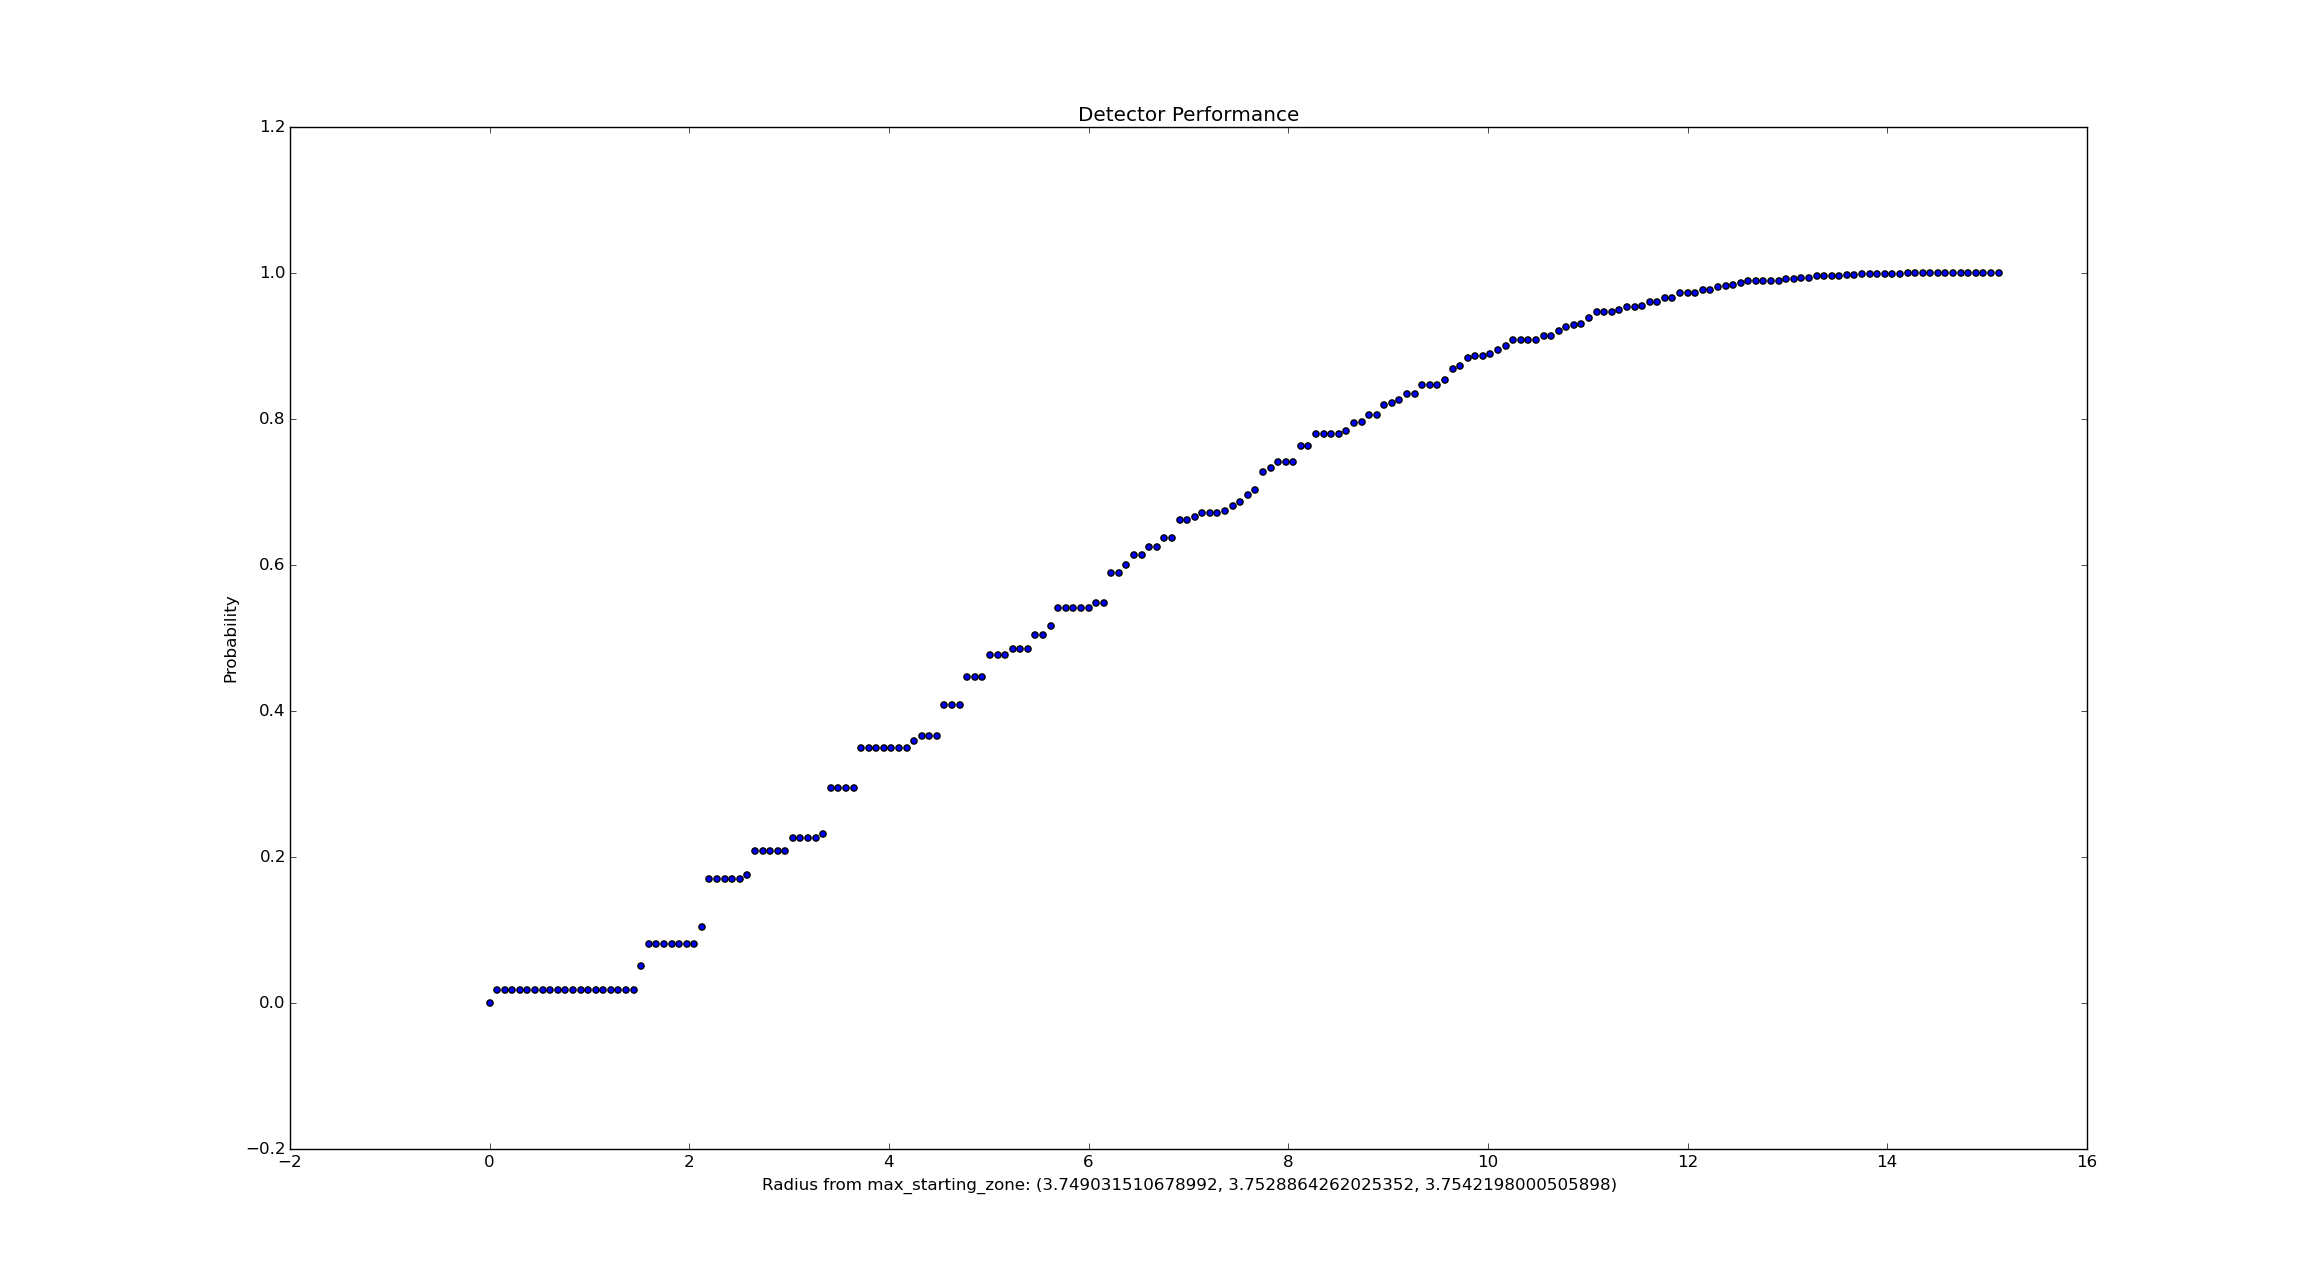 Detector Performance
1.2
1.0
0.8
0.6
0.4
0.2
0.0
−0.2
Probability
−2 0 2 4 6 8 10 12 14 16
Radius from max_starting_zone: (3.749031510678992, 3.7528864262025352, 3.7542198000505898)